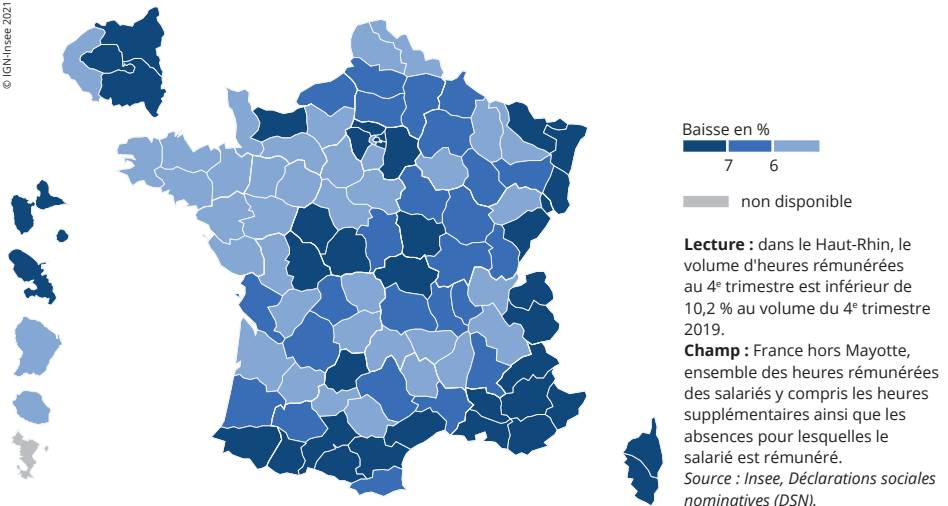 © IGN-Insee 2021
Baisse en %
7 6
non disponible
Lecture : dans le Haut-Rhin, le
volume d'heures rémunérées
au 4e trimestre est inférieur de
10,2 % au volume du 4e trimestre
2019.
Champ : France hors Mayotte,
ensemble des heures rémunérées
des salariés y compris les heures
supplémentaires ainsi que les
absences pour lesquelles le
salarié est rémunéré.
Source : Insee, Déclarations sociales
nominatives (DSN).